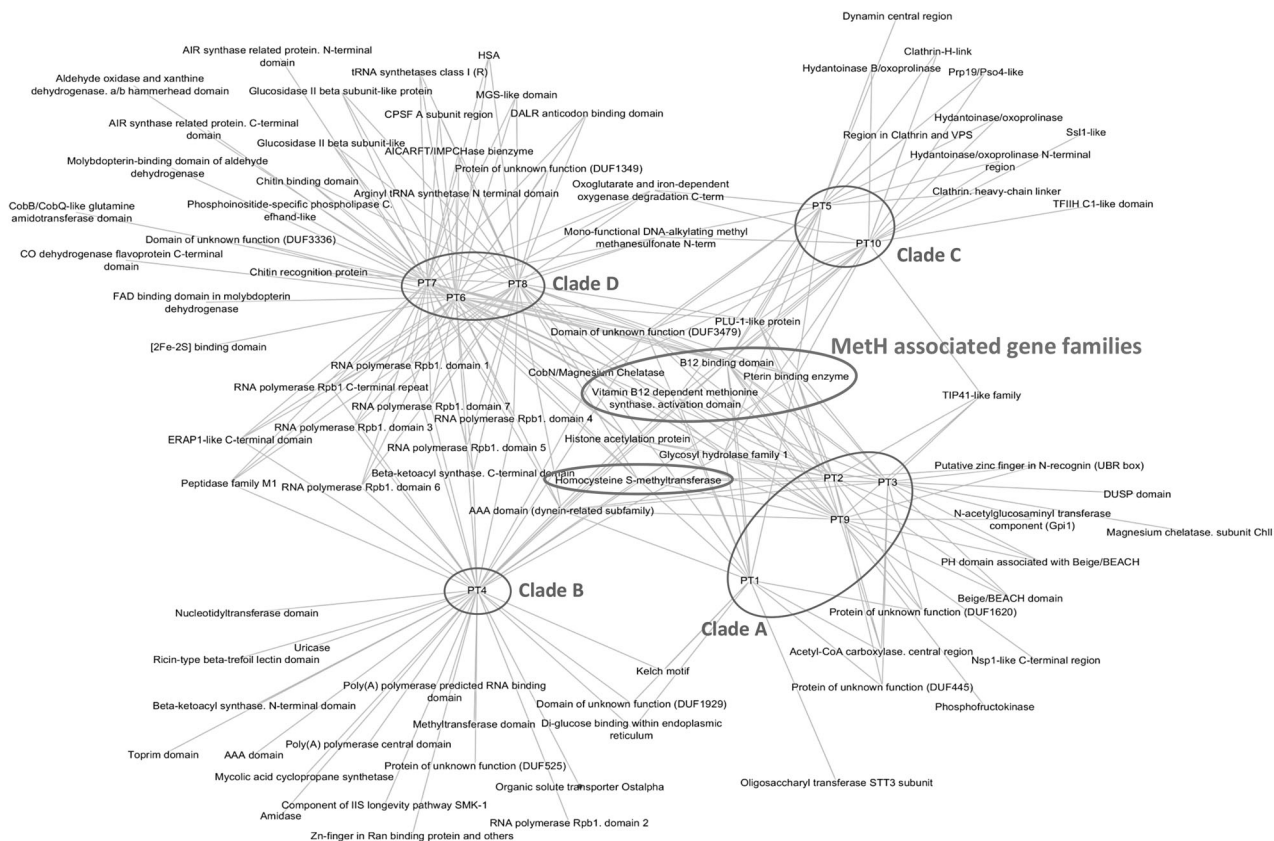 Dynamin central region
AIR synthase related protein. N-terminal
domain
HSA
Clathrin-H-link
tRNA synthetases class I (R)
Hydantoinase B/oxoprolinase
Prp19/Pso4-like
Aldehyde oxidase and xanthine
dehydrogenase. a/b hammerhead domain
Glucosidase II beta subunit-like protein
MGS-like domain
CPSF A subunit region
DALR anticodon binding domain
Hydantoinase/oxoprolinase
AIR synthase related protein. C-terminal
domain
Region in Clathrin and VPS
Ssl1-like
Glucosidase II beta subunit-like
AICARFT/IMPCHase bienzyme
Hydantoinase/oxoprolinase N-terminal
region
Molybdopterin-binding domain of aldehyde
dehydrogenase
Protein of unknown function (DUF1349)
Chitin binding domain
Oxoglutarate and iron-dependent
oxygenase degradation C-term
Arginyl tRNA synthetase N terminal domain
Clathrin. heavy-chain linker
CobB/CobQ-like glutamine
amidotransferase domain
Phosphoinositide-specific phospholipase C.
efhand-like
PT5
TFIIH C1-like domain
Mono-functional DNA-alkylating methyl
methanesulfonate N-term
Domain of unknown function (DUF3336)
PT10
Clade C
CO dehydrogenase flavoprotein C-terminal
domain
Chitin recognition protein
PT7
PT8
Clade D
PT6
FAD binding domain in molybdopterin
dehydrogenase
PLU-1-like protein
Domain of unknown function (DUF3479)
[2Fe-2S] binding domain
MetH associated gene families
RNA polymerase Rpb1. domain 1
B12 binding domain
CobN/Magnesium Chelatase
Pterin binding enzyme
RNA polymerase Rpb1 C-terminal repeat
Vitamin B12 dependent methionine
synthase. activation domain
TIP41-like family
RNA polymerase Rpb1. domain 7
RNA polymerase Rpb1. domain 4
RNA polymerase Rpb1. domain 3
ERAP1-like C-terminal domain
Histone acetylation protein
RNA polymerase Rpb1. domain 5
Glycosyl hydrolase family 1
Putative zinc finger in N-recognin (UBR box)
Beta-ketoacyl synthase. C-terminal domain
Homocysteine S-methyltransferase
PT2
PT3
Peptidase family M1
RNA polymerase Rpb1. domain 6
DUSP domain
AAA domain (dynein-related subfamily)
PT9
N-acetylglucosaminyl transferase
component (Gpi1)
Magnesium chelatase. subunit ChlI
PH domain associated with Beige/BEACH
PT1
PT4
Clade B
Beige/BEACH domain
Nucleotidyltransferase domain
Protein of unknown function (DUF1620)
Clade A
Uricase
Ricin-type beta-trefoil lectin domain
Acetyl-CoA carboxylase. central region
Nsp1-like C-terminal region
Kelch motif
Poly(A) polymerase predicted RNA binding
domain
Protein of unknown function (DUF445)
Beta-ketoacyl synthase. N-terminal domain
Domain of unknown function (DUF1929)
Phosphofructokinase
Methyltransferase domain
Di-glucose binding within endoplasmic
reticulum
Poly(A) polymerase central domain
Toprim domain
AAA domain
Protein of unknown function (DUF525)
Mycolic acid cyclopropane synthetase
Organic solute transporter Ostalpha
Oligosaccharyl transferase STT3 subunit
Component of IIS longevity pathway SMK-1
Amidase
RNA polymerase Rpb1. domain 2
Zn-finger in Ran binding protein and others